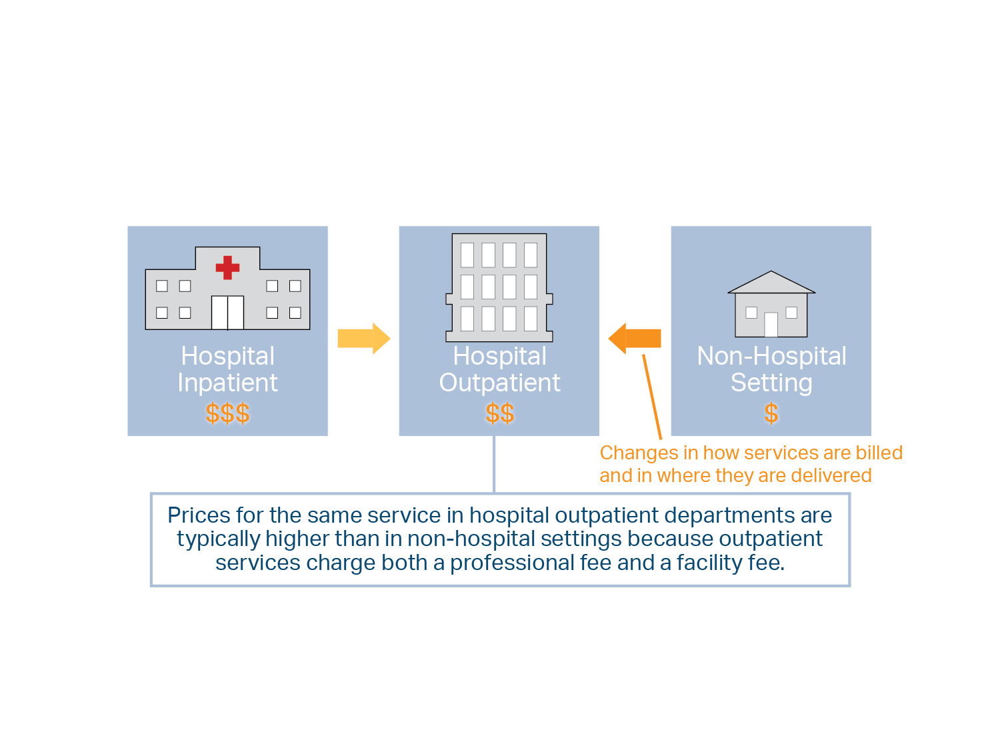 Hospital
Inpatient
$$$
Hospital
Outpatient
$$
Non-Hospital
Setting
$
Changes in how services are billed
and in where they are delivered
Prices for the same service in hospital outpatient departments are
typically higher than in non-hospital settings because outpatient
services charge both a professional fee and a facility fee.